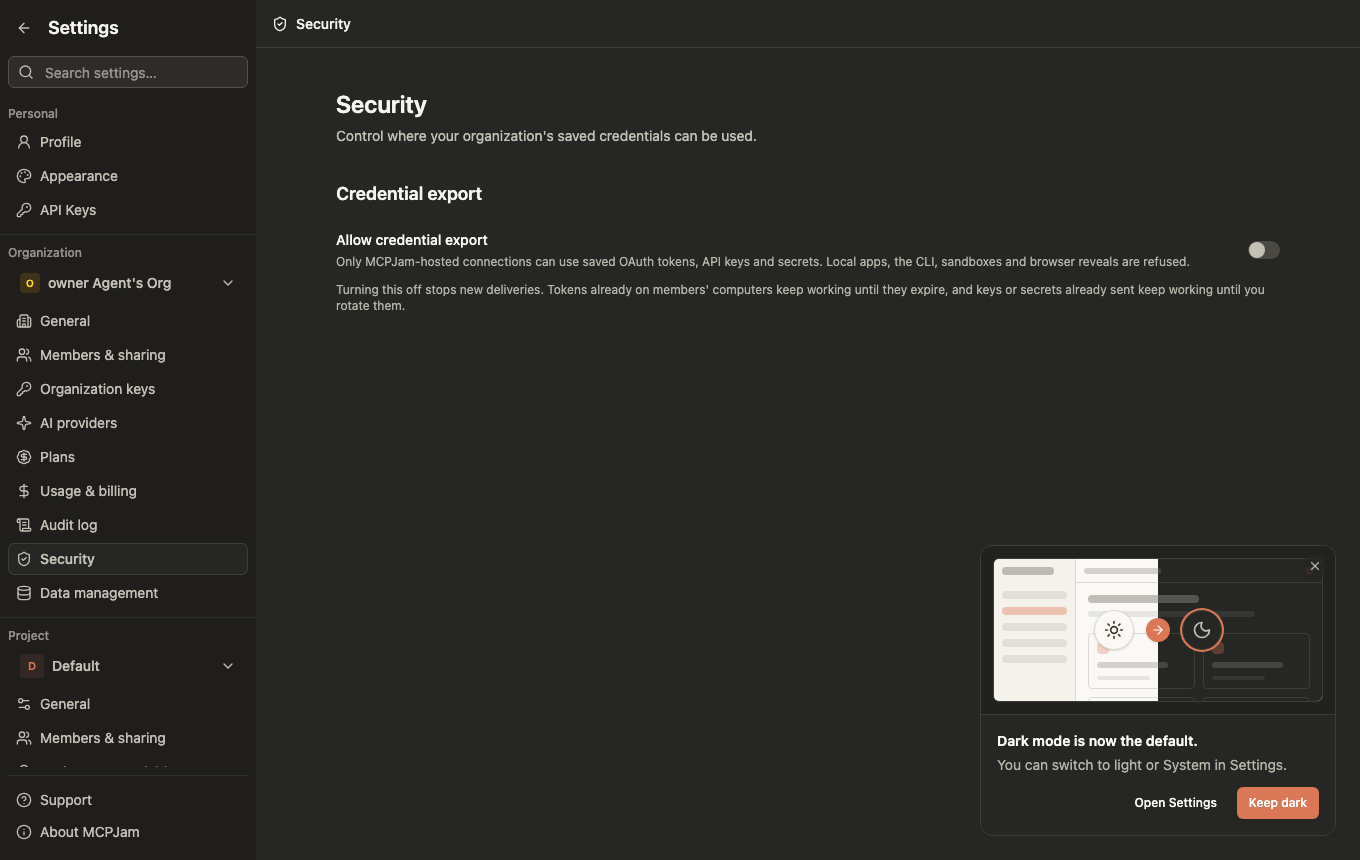 Settings
Search settings...
Personal
Profile
Appearance
API Keys
Organization
O owner Agent's Org
General
Members & sharing
Organization keys
AI providers
Plans
Usage & billing
Audit log
Security
Data management
Project
D Default
General
Members & sharing
Support
About MCPJam
Security
Security
Control where your organization's saved credentials can be used.
Credential export
Allow credential export
Only MCPJam-hosted connections can use saved OAuth tokens, API keys and secrets. Local apps, the CLI, sandboxes and browser reveals are refused.
Turning this off stops new deliveries. Tokens already on members' computers keep working until they expire, and keys or secrets already sent keep working until you
rotate them.
Dark mode is now the default.
You can switch to light or System in Settings.
Open Settings
Keep dark